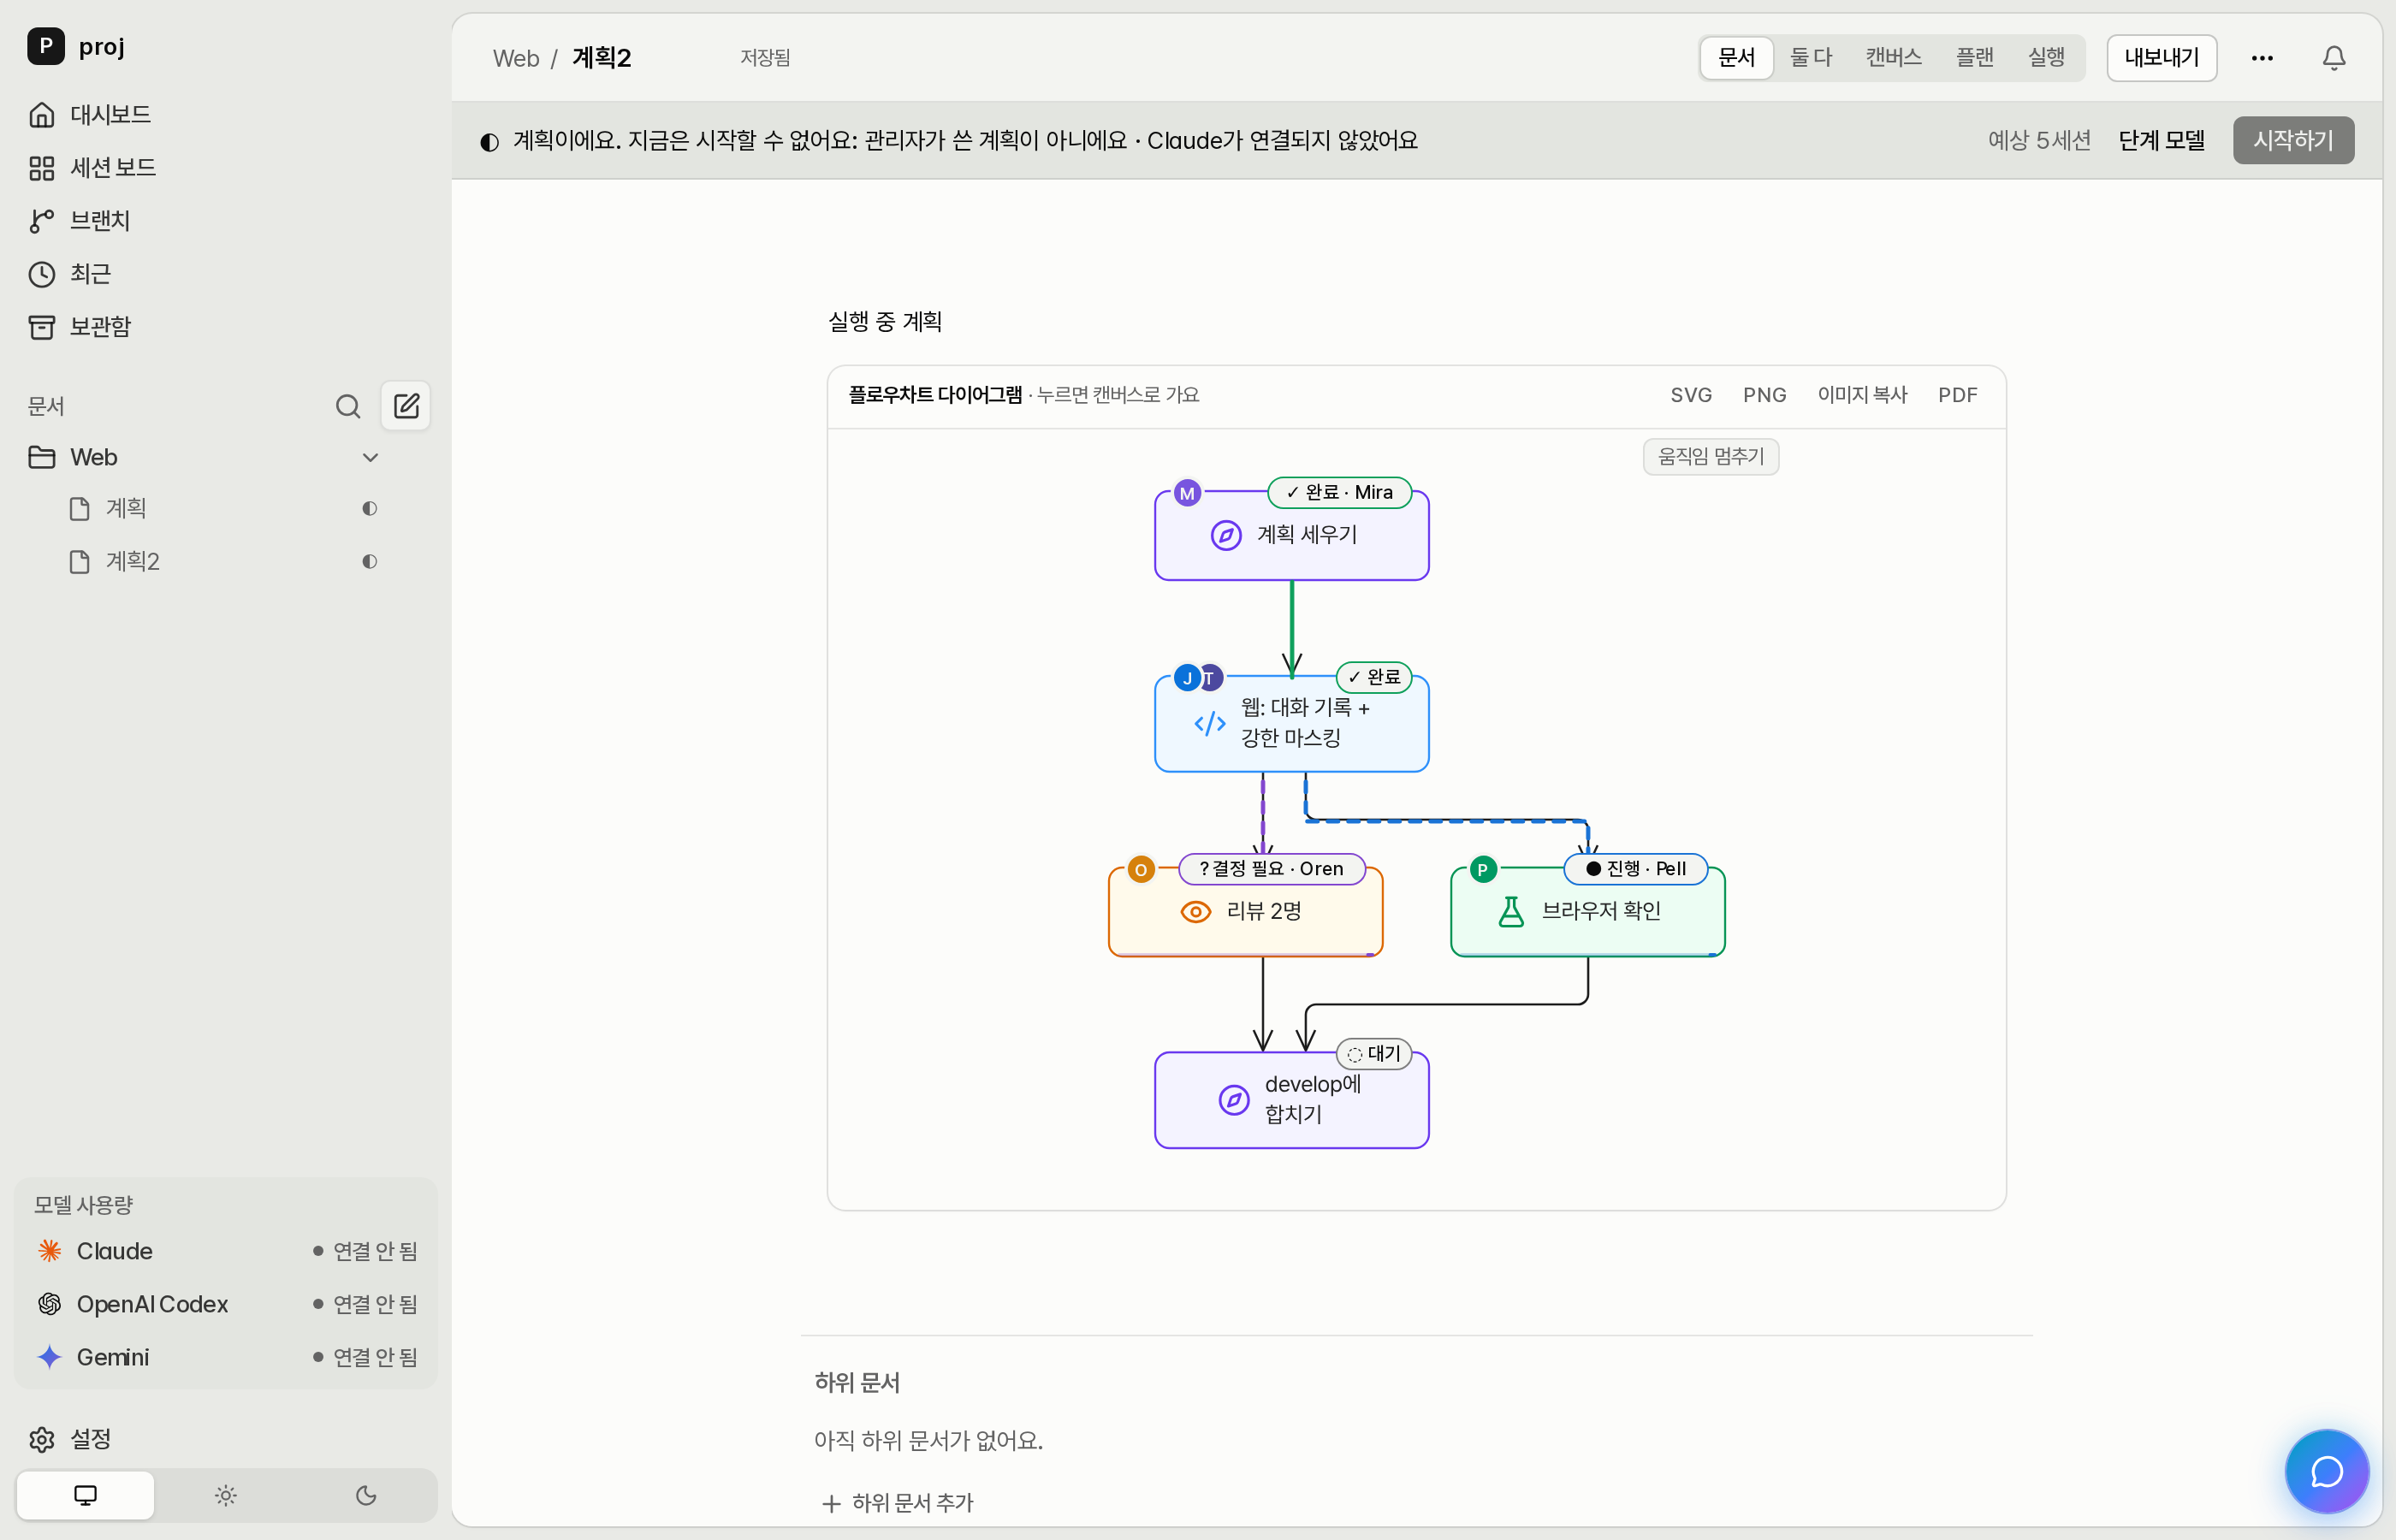 P proj
대시보드
세션 보드
브랜치
최근
보관함
문서
Web
계획
계획2
모델 사용량
Claude 연결 안 됨
OpenAI Codex 연결 안 됨
Gemini 연결 안 됨
설정
Web / 계획2 저장됨 문서 둘 다 캔버스 플랜 실행 내보내기
계획이에요. 지금은 시작할 수 없어요: 관리자가 쓴 계획이 아니에요 · Claude가 연결되지 않았어요 예상 5세션 단계 모델 시작하기
실행 중 계획
플로우차트 다이어그램 · 누르면 캔버스로 가요 SVG PNG 이미지 복사 PDF
움직임 멈추기
M ✓ 완료 · Mira
계획 세우기
J T ✓ 완료
웹: 대화 기록 +
강한 마스킹
O ? 결정 필요 · Oren
리뷰 2명
P ● 진행 · Pell
브라우저 확인
대기
develop에
합치기
하위 문서
아직 하위 문서가 없어요.
+ 하위 문서 추가